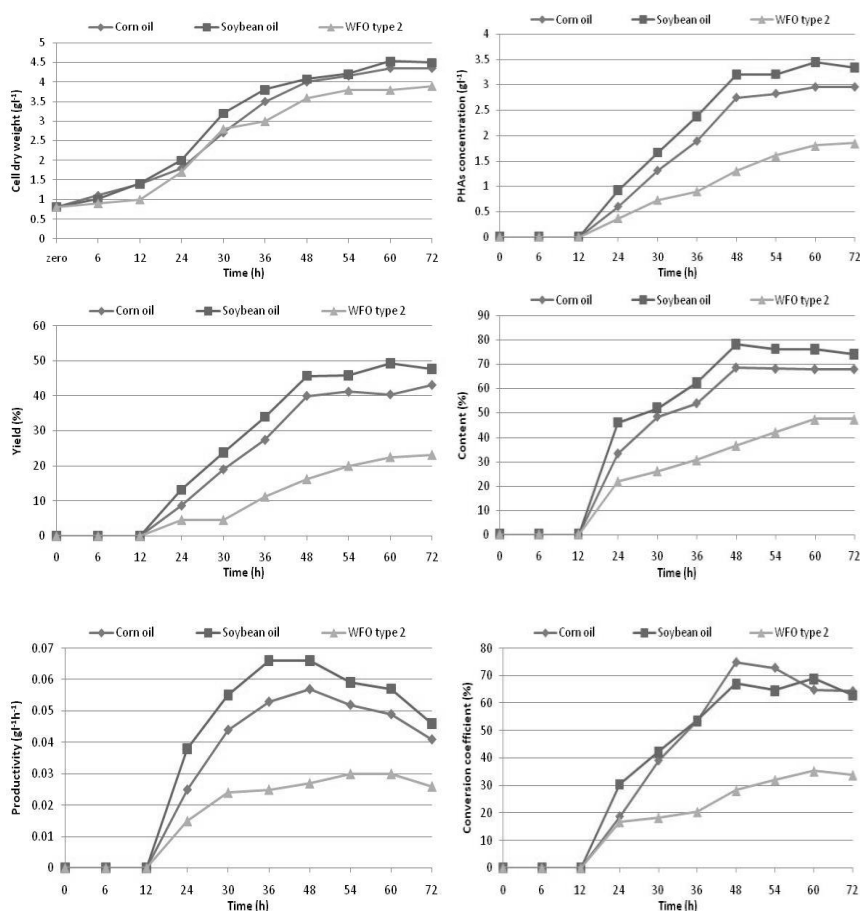 Corn oil Soybean oil WFO type 2
Cell dry weight (gl⁻¹)
5
4.5
4
3.5
3
2.5
2
1.5
1
0.5
0
zero 6 12 24 30 36 48 54 60 72
Time (h)
Corn oil Soybean oil WFO type 2
PHAs concentration (gl⁻¹)
4
3.5
3
2.5
2
1.5
1
0.5
0
0 6 12 24 30 36 48 54 60 72
Time (h)
Corn oil Soybean oil WFO type 2
Yield (%)
60
50
40
30
20
10
0
0 6 12 24 30 36 48 54 60 72
Time (h)
Corn oil Soybean oil WFO type 2
Content (%)
90
80
70
60
50
40
30
20
10
0
0 6 12 24 30 36 48 54 60 72
Time (h)
Corn oil Soybean oil WFO type 2
Productivity (gl⁻¹h⁻¹)
0.07
0.06
0.05
0.04
0.03
0.02
0.01
0
0 6 12 24 30 36 48 54 60 72
Time (h)
Corn oil Soybean oil WFO type 2
Conversion coefficient (%)
80
70
60
50
40
30
20
10
0
0 6 12 24 30 36 48 54 60 72
Time (h)